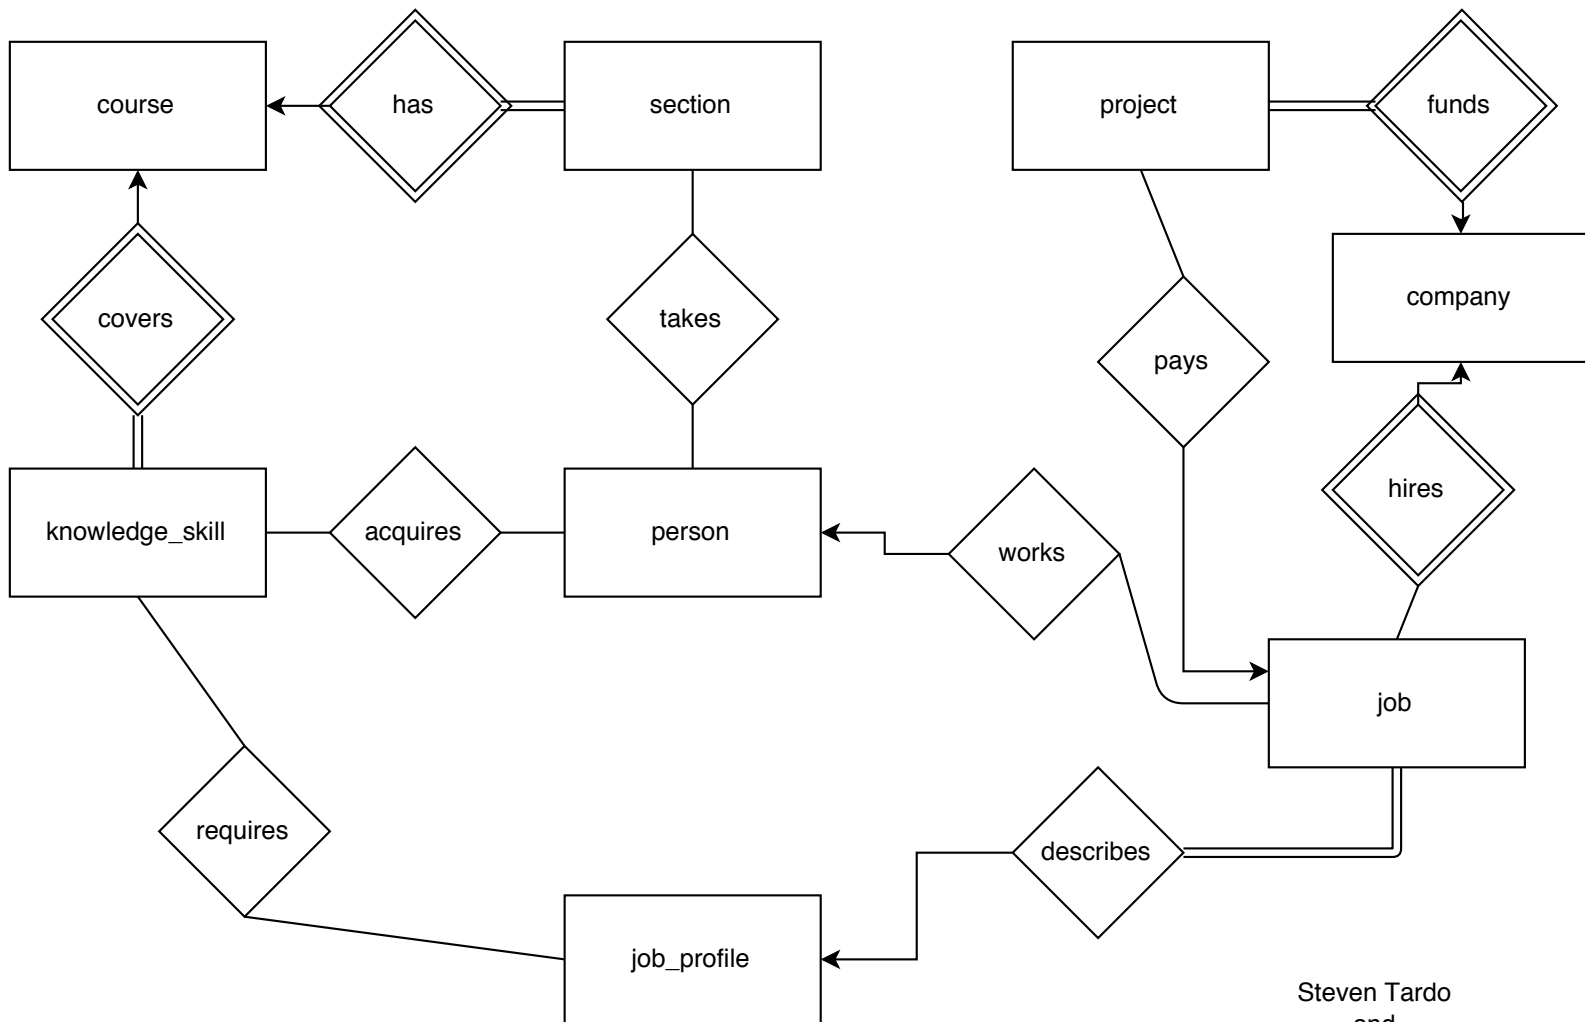 course
has
section
project
funds
company
covers
takes
pays
hires
knowledge_skill
acquires
person
works
job
requires
describes
job_profile
Steven Tardo
and